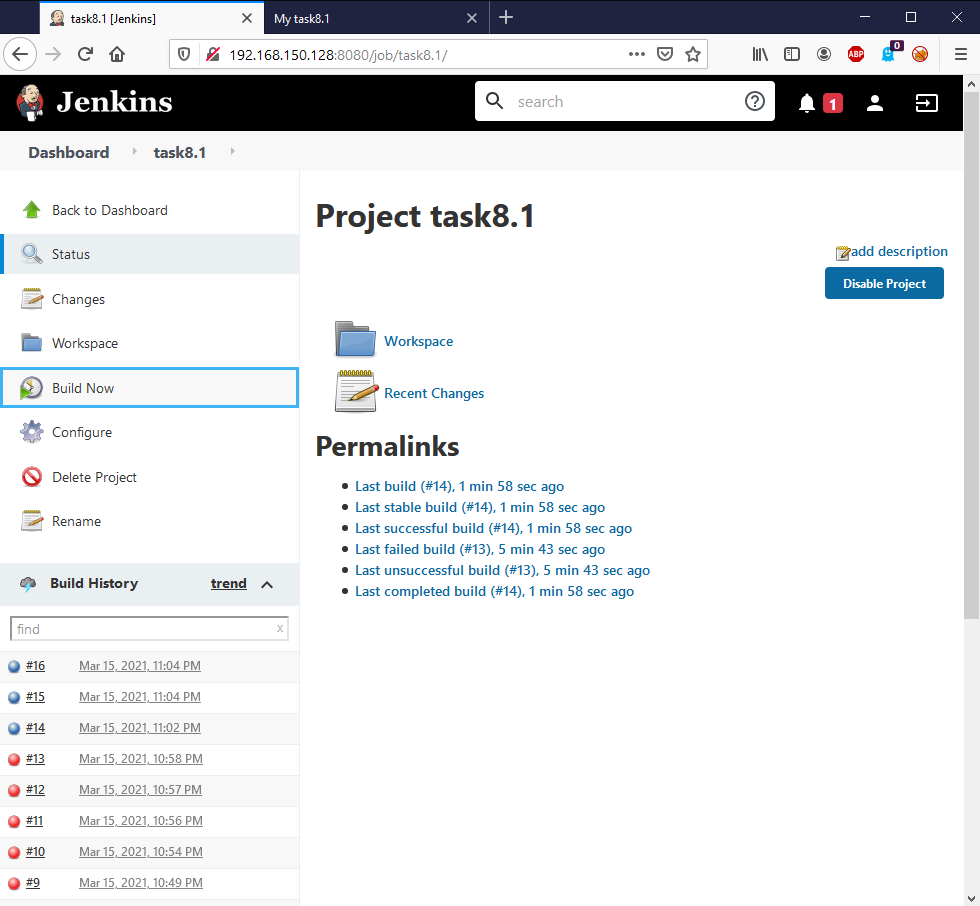 task8.1 [Jenkins]
My task8.1
192.168.150.128:8080/job/task8.1/
ABP
0
Jenkins
search
1
Dashboard
task8.1
Back to Dashboard
Status
Changes
Workspace
Build Now
Configure
Delete Project
Rename
Build History trend
find
x
#16 Mar 15, 2021, 11:04 PM
#15 Mar 15, 2021, 11:04 PM
#14 Mar 15, 2021, 11:02 PM
#13 Mar 15, 2021, 10:58 PM
#12 Mar 15, 2021, 10:57 PM
#11 Mar 15, 2021, 10:56 PM
#10 Mar 15, 2021, 10:54 PM
#9 Mar 15, 2021, 10:49 PM
Project task8.1
add description
Disable Project
Workspace
Recent Changes
Permalinks
Last build (#14), 1 min 58 sec ago
Last stable build (#14), 1 min 58 sec ago
Last successful build (#14), 1 min 58 sec ago
Last failed build (#13), 5 min 43 sec ago
Last unsuccessful build (#13), 5 min 43 sec ago
Last completed build (#14), 1 min 58 sec ago